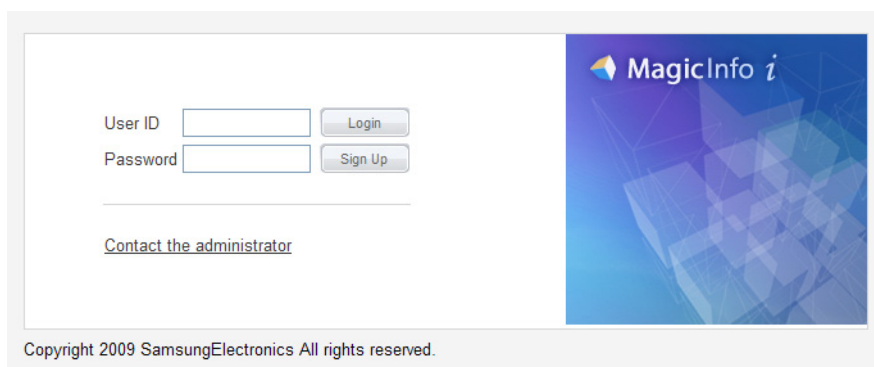 MagicInfo i
User ID
Login
Password
Sign Up
Contact the administrator
Copyright 2009 SamsungElectronics All rights reserved.